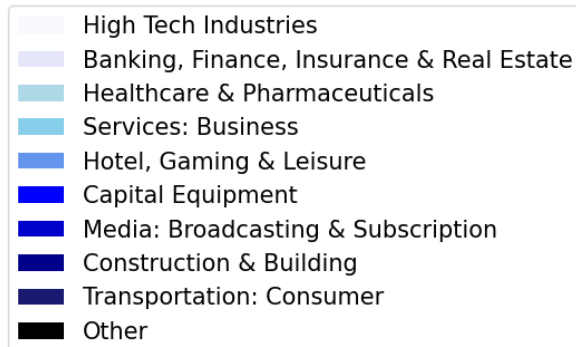 High Tech Industries
Banking, Finance, Insurance & Real Estate
Healthcare & Pharmaceuticals
Services: Business
Hotel, Gaming & Leisure
Capital Equipment
Media: Broadcasting & Subscription
Construction & Building
Transportation: Consumer
Other